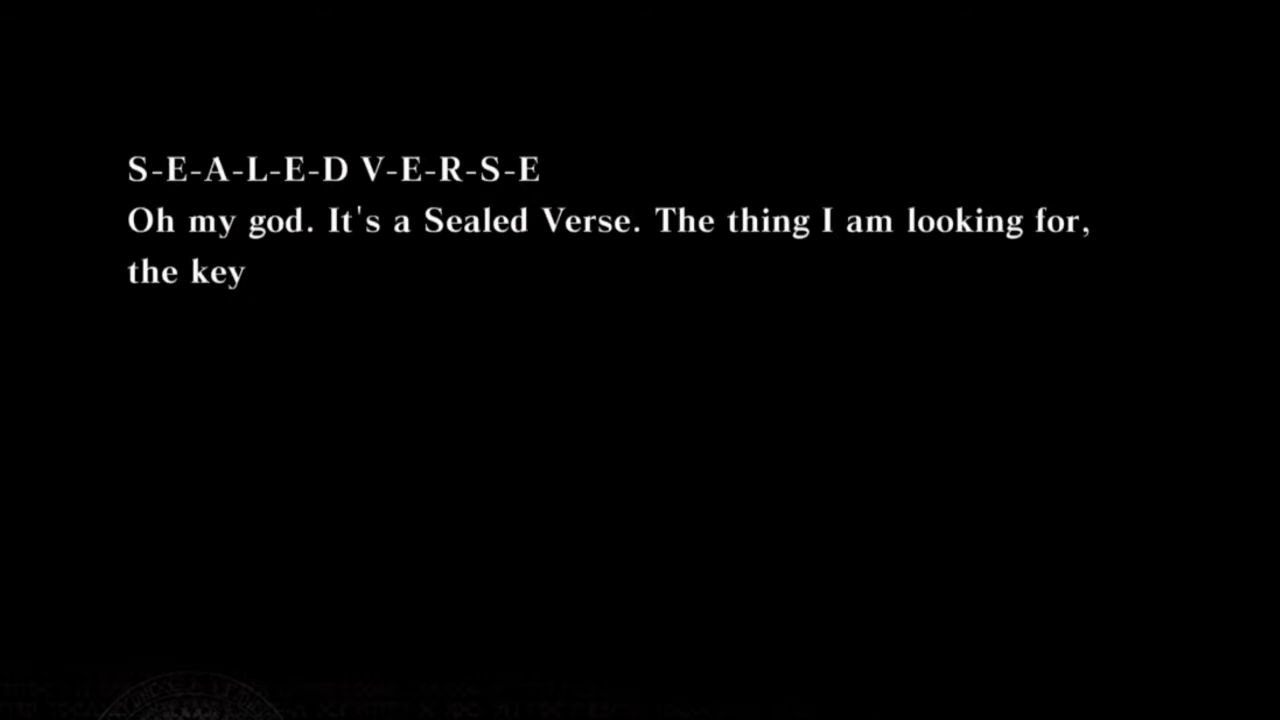 S-E-A-L-E-D V-E-R-S-E
Oh my god. It's a Sealed Verse. The thing I am looking for,
the key